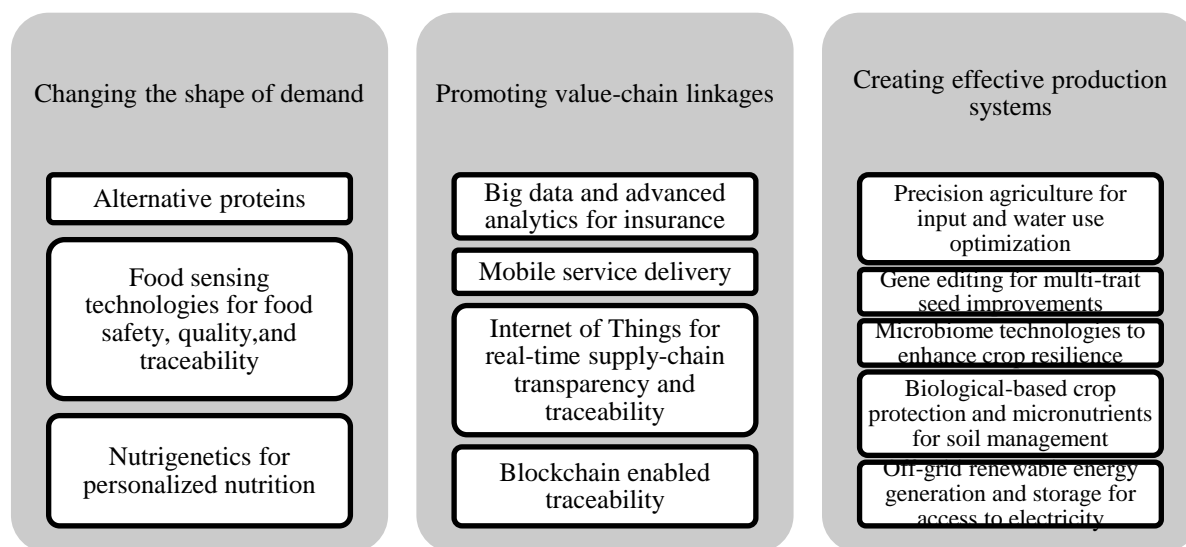 Changing the shape of demand
Alternative proteins
Food sensing
technologies for food
safety, quality,and
traceability
Nutrigenetics for
personalized nutrition
Promoting value-chain linkages
Big data and advanced
analytics for insurance
Mobile service delivery
Internet of Things for
real-time supply-chain
transparency and
traceability
Blockchain enabled
traceability
Creating effective production
systems
Precision agriculture for
input and water use
optimization
Gene editing for multi-trait
seed improvements
Microbiome technologies to
enhance crop resilience
Biological-based crop
protection and micronutrients
for soil management
Off-grid renewable energy
generation and storage for
access to electricity